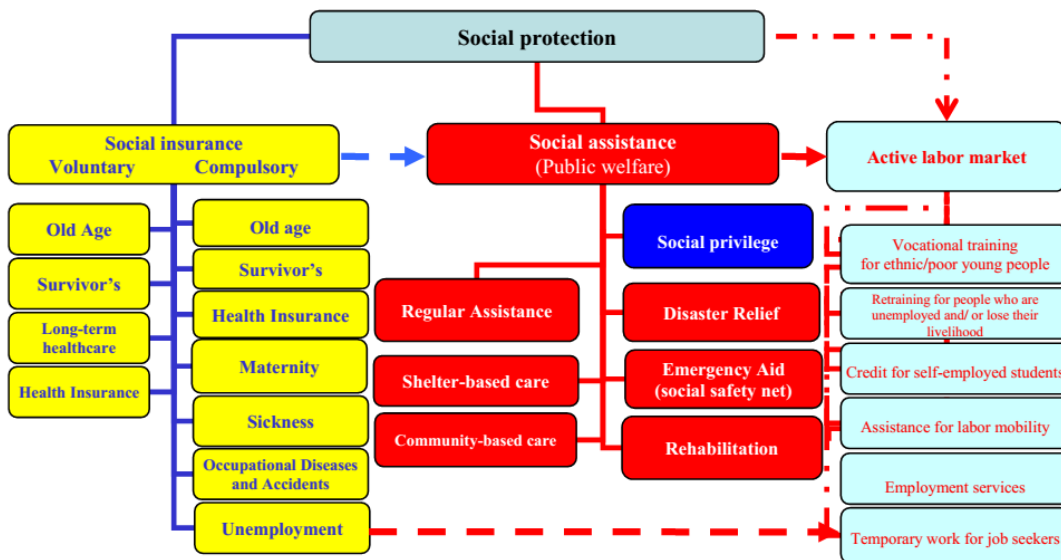 Social protection
Social insurance
Voluntary Compulsory
Social assistance
(Public welfare)
Active labor market
Old Age
Survivor's
Long-term
healthcare
Health Insurance
Old age
Survivor's
Health Insurance
Maternity
Sickness
Occupational Diseases
and Accidents
Unemployment
Social privilege
Regular Assistance
Disaster Relief
Shelter-based care
Emergency Aid
(social safety net)
Community-based care
Rehabilitation
Vocational training
for ethnic/poor young people
Retraining for people who are
unemployed and/ or lose their
livelihood
Credit for self-employed students
Assistance for labor mobility
Employment services
Temporary work for job seekers